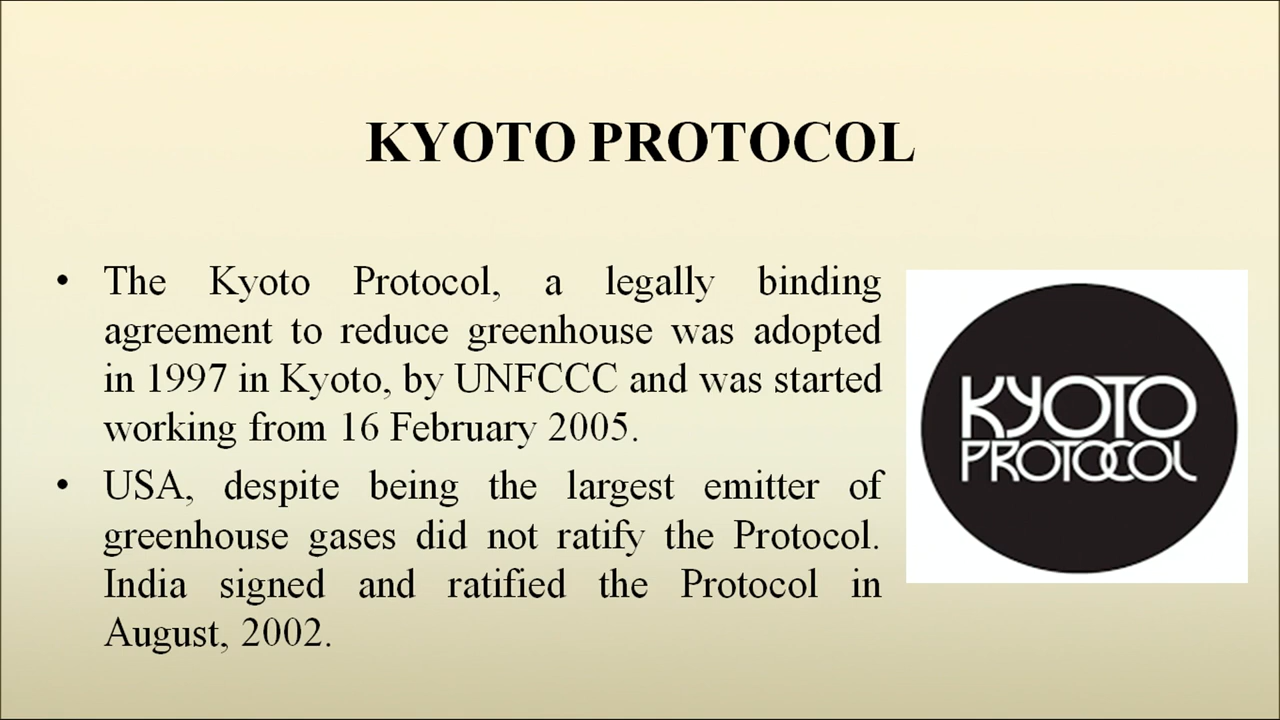 KYOTO PROTOCOL
• The Kyoto Protocol, a legally binding
agreement to reduce greenhouse was adopted
in 1997 in Kyoto, by UNFCCC and was started
working from 16 February 2005.
• USA, despite being the largest emitter of
greenhouse gases did not ratify the Protocol.
India signed and ratified the Protocol in
August, 2002.
KYOTO
PROTOCOL